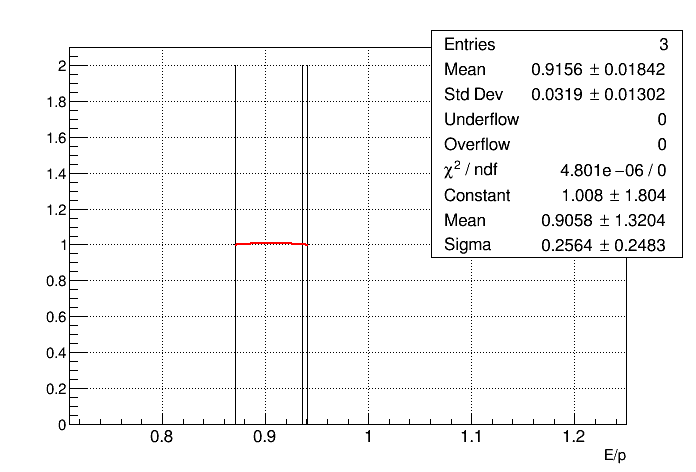 Entries 3
Mean 0.9156 ± 0.01842
Std Dev 0.0319 ± 0.01302
Underflow 0
Overflow 0
χ² / ndf 4.801e−06 / 0
Constant 1.008 ± 1.804
Mean 0.9058 ± 1.3204
Sigma 0.2564 ± 0.2483
2
1.8
1.6
1.4
1.2
1
0.8
0.6
0.4
0.2
0
0.8 0.9 1 1.1 1.2
E/p